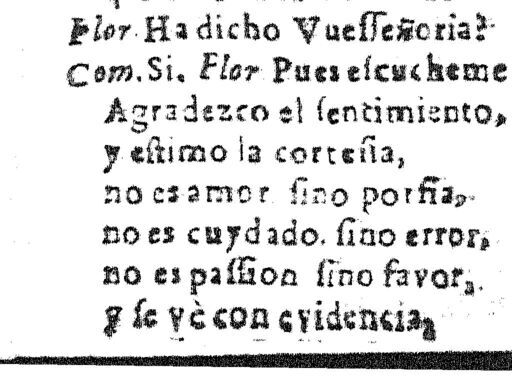 Flor. Ha dicho Vueſſeñoria?
Com. Si. Flor Pues eſcucheme
Agradezco el ſentimiento,
y eſtimo la corteſia,
no es amor ſino porfia,
no es cuydado. ſino error,
no es paſſion ſino favor,
y ſe vè con evidencia,